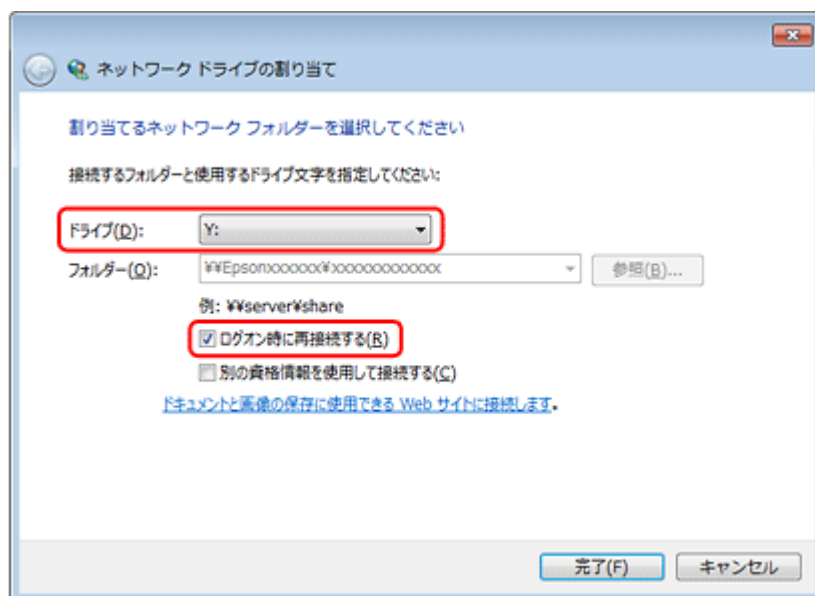 ネットワーク ドライブの割り当て
割り当てるネットワーク フォルダーを選択してください
接続するフォルダーと使用するドライブ文字を指定してください:
ドライブ(D): Y:
フォルダー(O): ¥¥Epsonxxxxxx¥xxxxxxxxxxxxx 参照(B)...
例: ¥¥server¥share
ログオン時に再接続する(R)
別の資格情報を使用して接続する(C)
ドキュメントと画像の保存に使用できる Web サイトに接続します。
完了(F) キャンセル